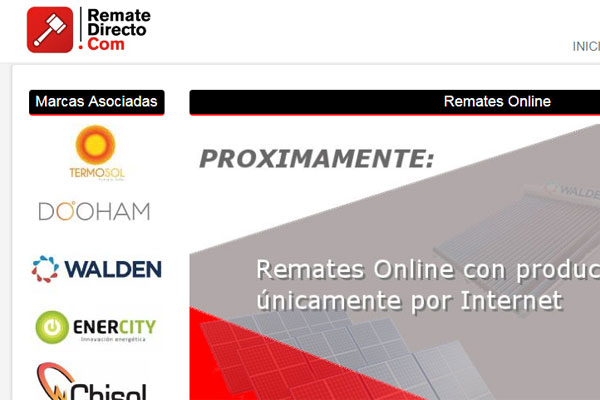 Remate
Directo
.Com
INICI
Marcas Asociadas
Remates Online
TERMOSOL
PROXIMAMENTE:
DOOHAM
WALDEN
WALDEN
Remates Online con produc
únicamente por Internet
ENERCITY
Innovación energética
Chisol